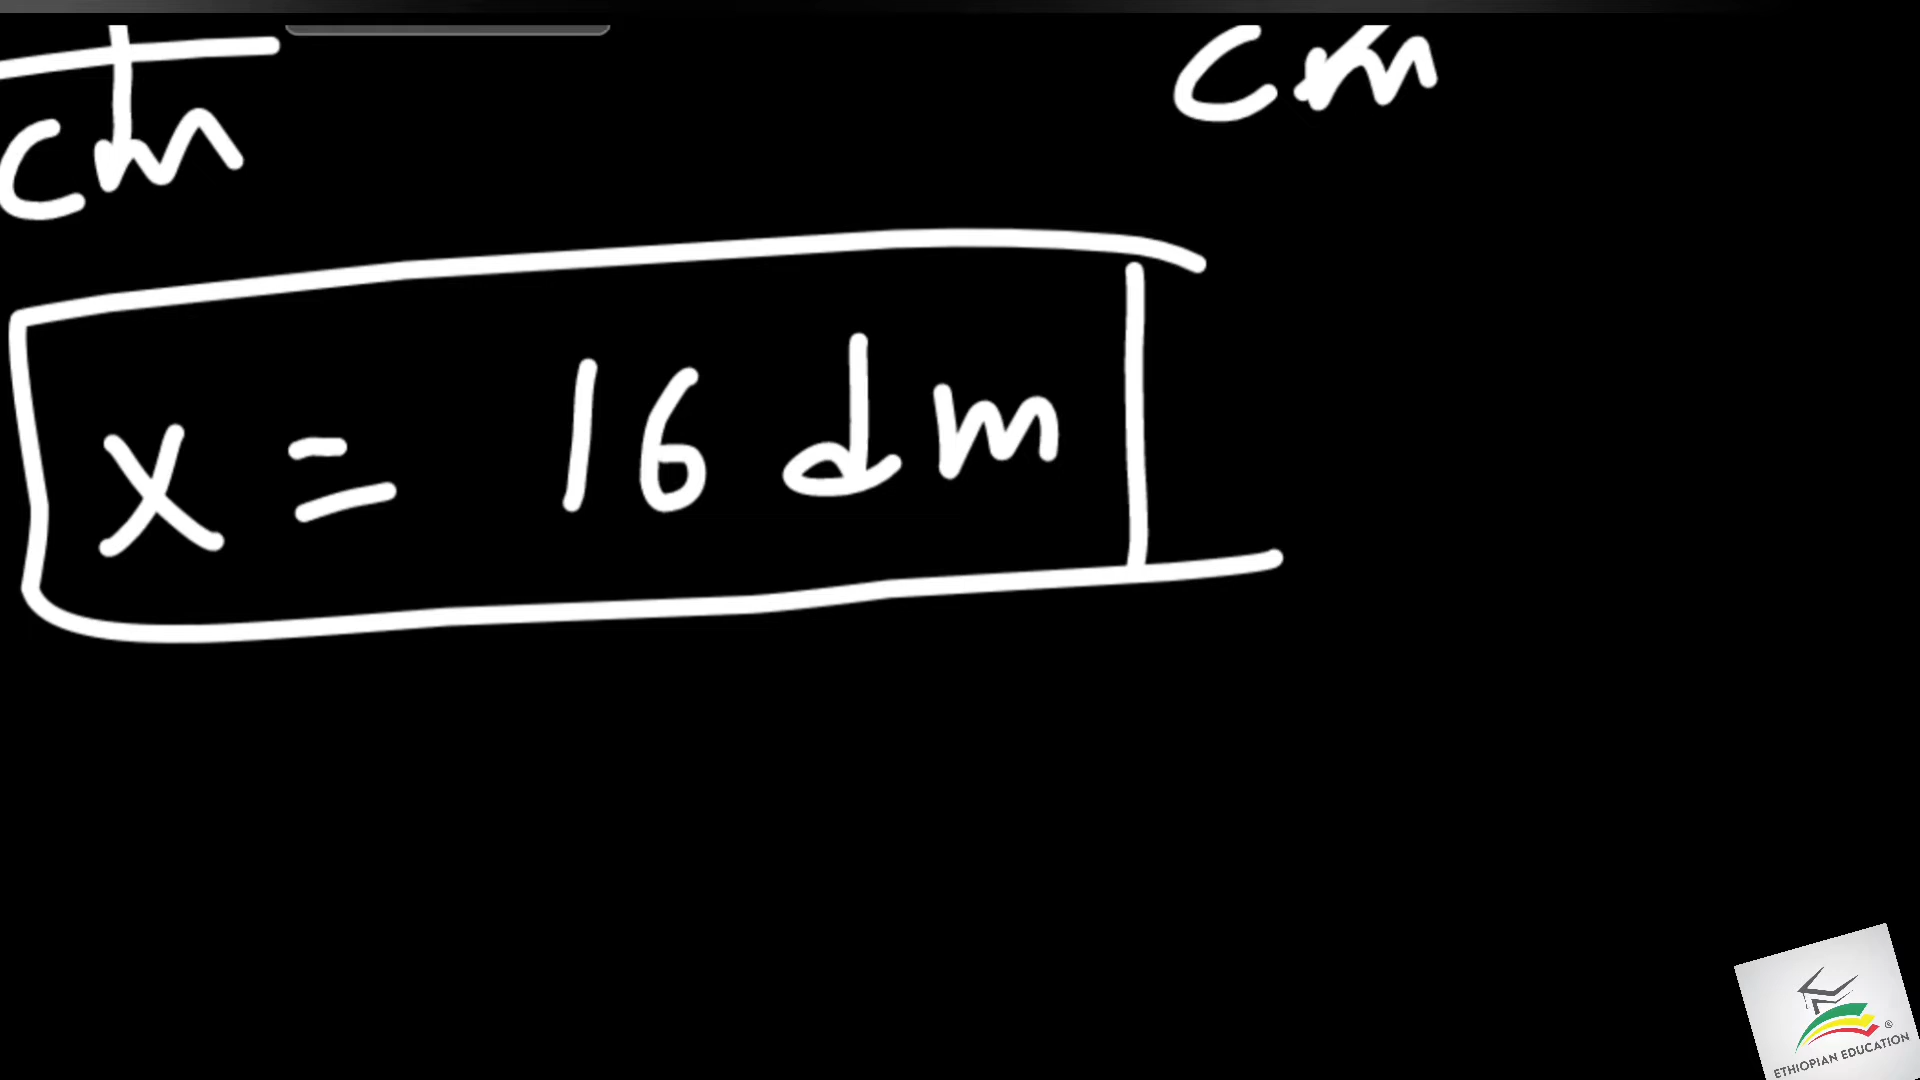 cm cm
x = 16 dm
© ETHIOPIAN EDUCATION